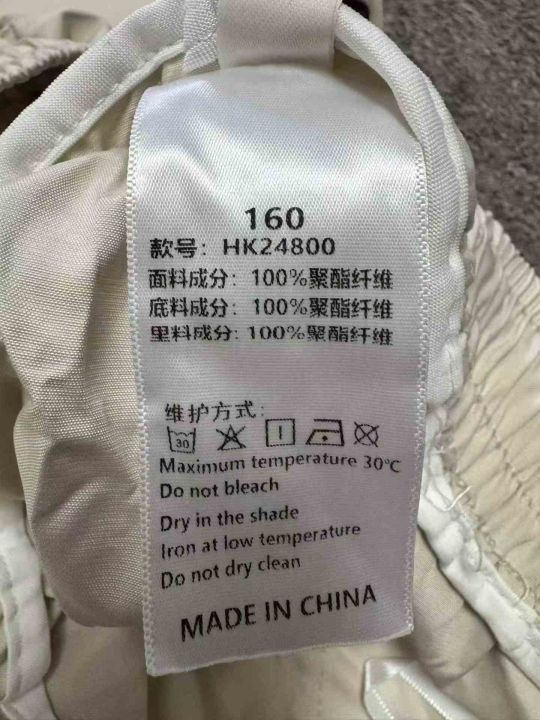 160
款号: HK24800
面料成分: 100%聚酯纤维
底料成分: 100%聚酯纤维
里料成分: 100%聚酯纤维
维护方式:
30
Maximum temperature 30℃
Do not bleach
Dry in the shade
Iron at low temperature
Do not dry clean
MADE IN CHINA